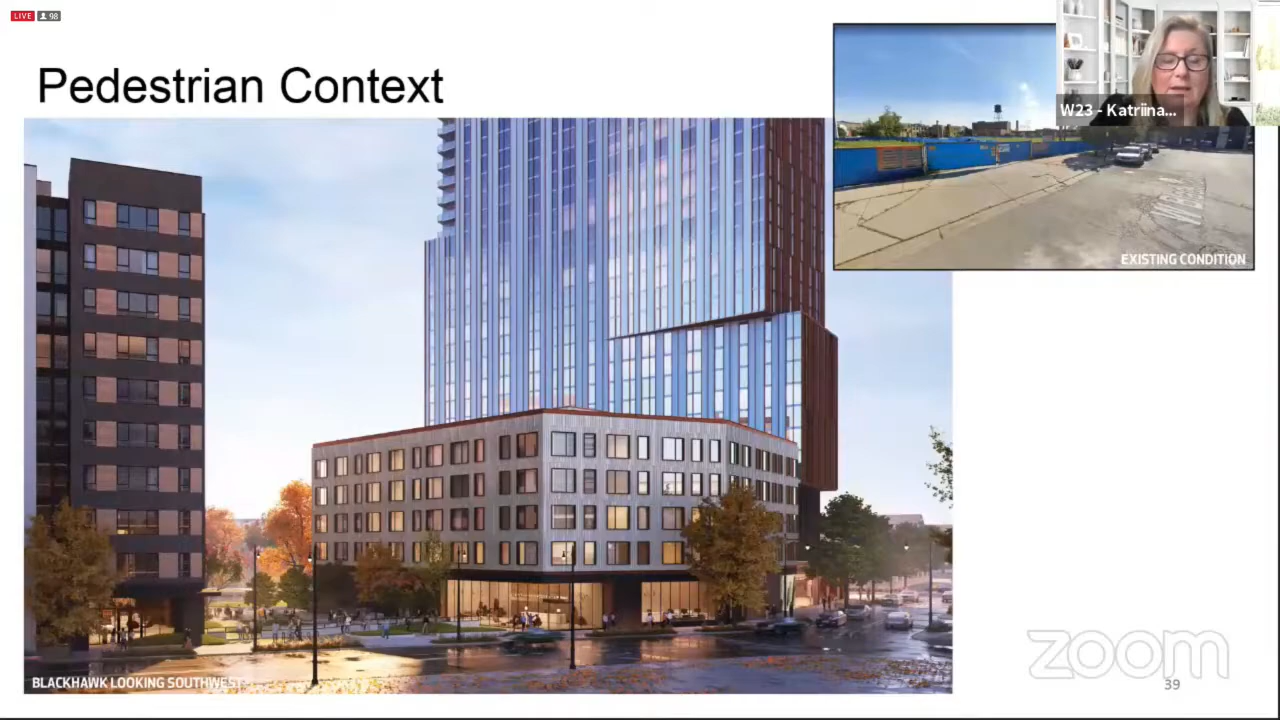 LIVE 98
Pedestrian Context
W23 - Katriina...
EXISTING CONDITION
BLACKHAWK LOOKING SOUTHWEST
zoom
39